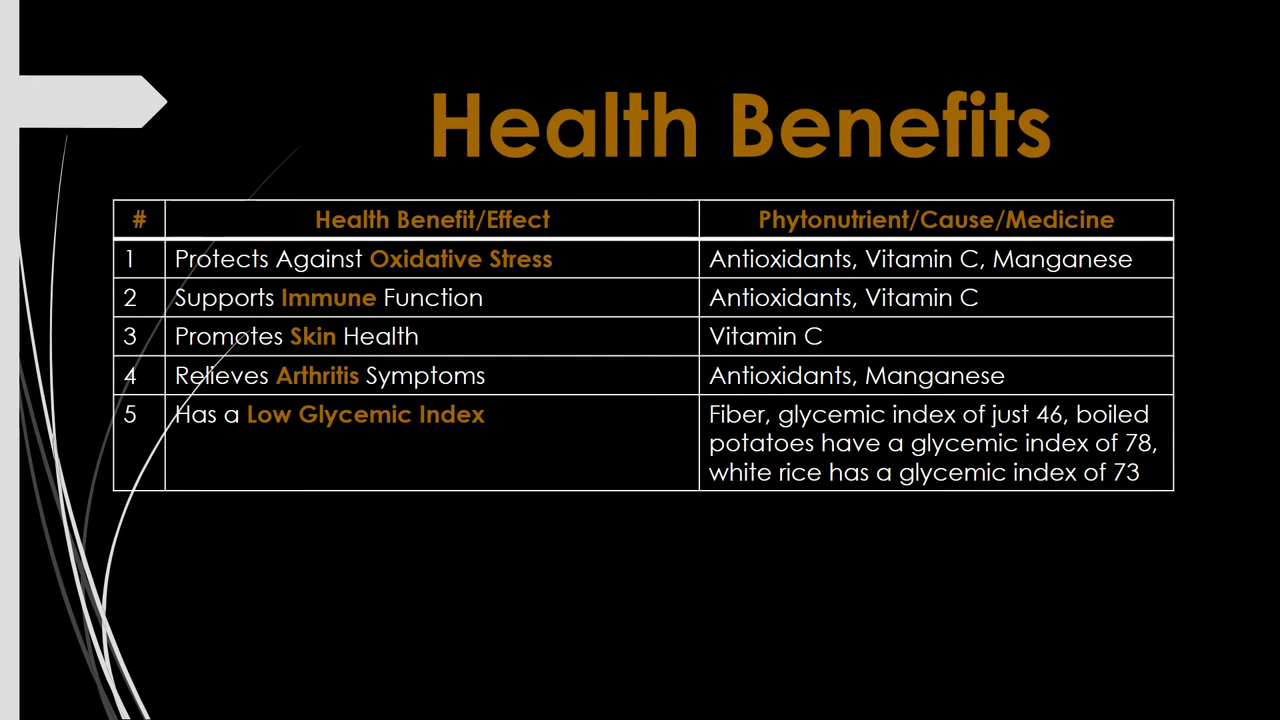 Health Benefits
# Health Benefit/Effect Phytonutrient/Cause/Medicine
1 Protects Against Oxidative Stress Antioxidants, Vitamin C, Manganese
2 Supports Immune Function Antioxidants, Vitamin C
3 Promotes Skin Health Vitamin C
4 Relieves Arthritis Symptoms Antioxidants, Manganese
5 Has a Low Glycemic Index Fiber, glycemic index of just 46, boiled
potatoes have a glycemic index of 78,
white rice has a glycemic index of 73